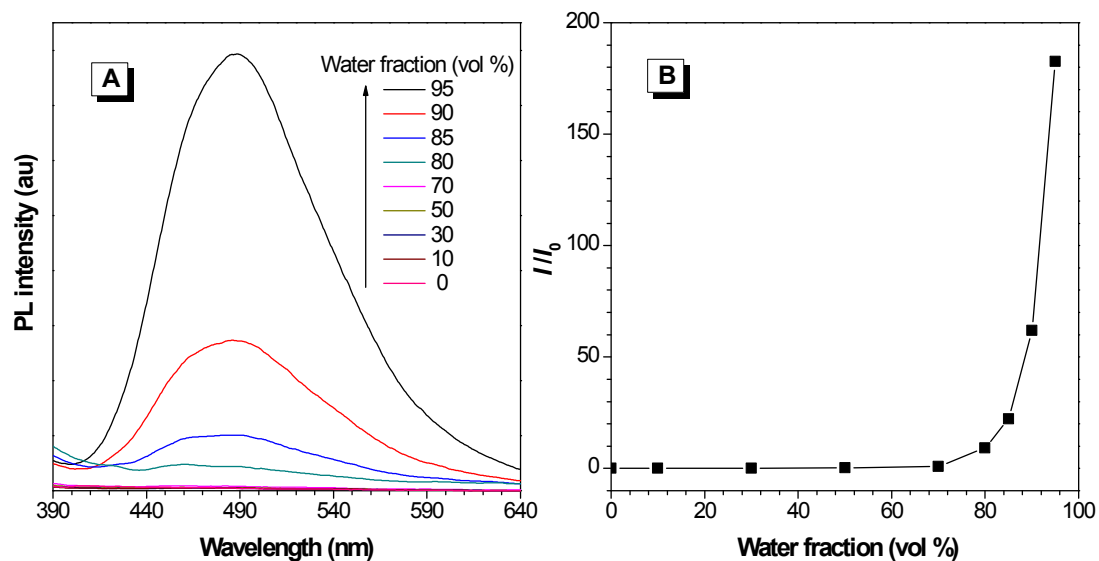 A
Water fraction (vol %)
95
90
85
80
70
50
30
10
0
PL intensity (au)
390 440 490 540 590 640
Wavelength (nm)
B
200
150
100
50
0
I/I0
0 20 40 60 80 100
Water fraction (vol %)